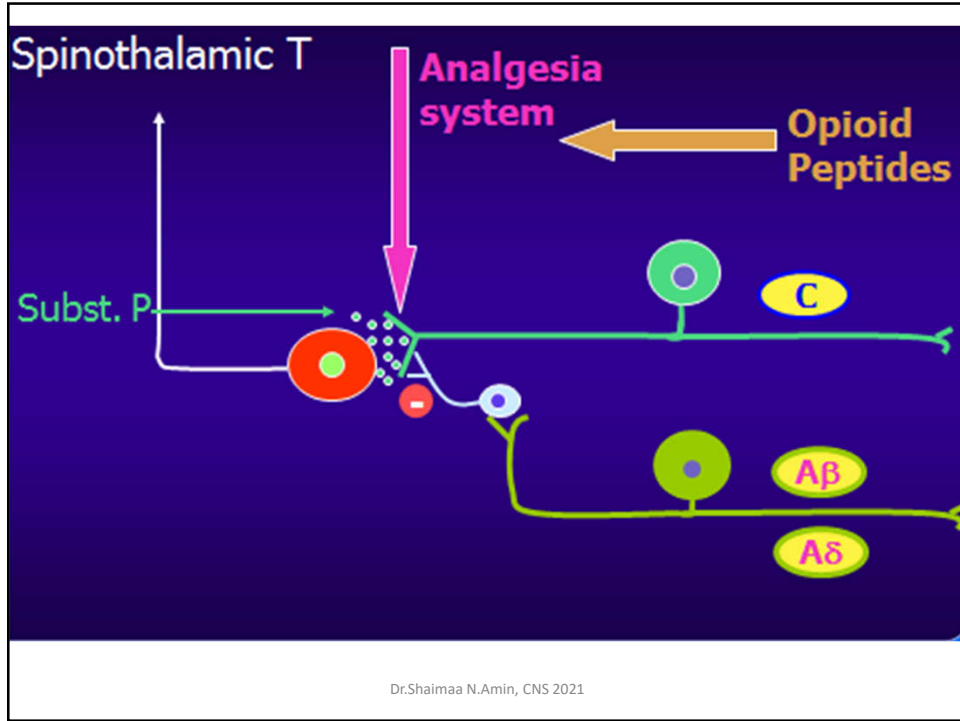 Spinothalamic T
Analgesia
system
Opioid
Peptides
C
Subst. P
-
Aβ
Aδ
Dr.Shaimaa N.Amin, CNS 2021